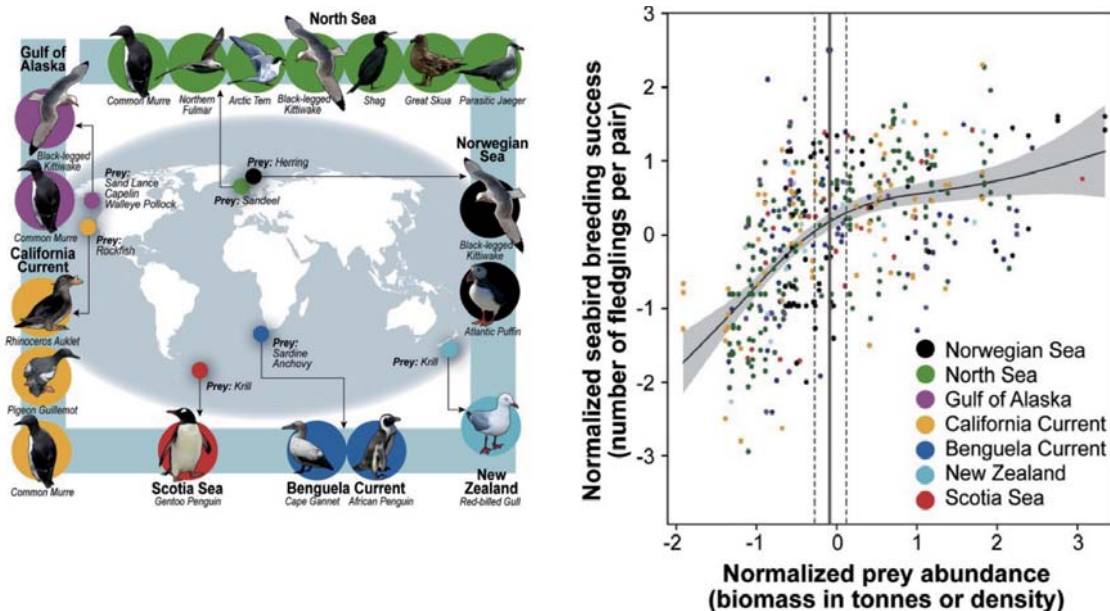 North Sea
Gulf of
Alaska
Common Murre
Northern
Fulmar
Arctic Tern
Black-legged
Kittiwake
Shag
Great Skua
Parasitic Jaeger
Black-legged
Kittiwake
Common Murre
Prey:
Sand Lance
Capelin
Walleye Pollock
Prey: Herring
Prey: Sandeel
Norwegian
Sea
Black-legged
Kittiwake
Atlantic Puffin
California
Current
Prey:
Rockfish
Rhinoceros Auklet
Pigeon Guillemot
Common Murre
Prey: Krill
Prey:
Sardine
Anchovy
Prey: Krill
Scotia Sea
Gentoo Penguin
Benguela Current
Cape Gannet
African Penguin
New
Zealand
Red-billed Gull
Normalized seabird breeding success
(number of fledglings per pair)
3
2
1
0
-1
-2
-3
Norwegian Sea
North Sea
Gulf of Alaska
California Current
Benguela Current
New Zealand
Scotia Sea
-2 -1 0 1 2 3
Normalized prey abundance
(biomass in tonnes or density)